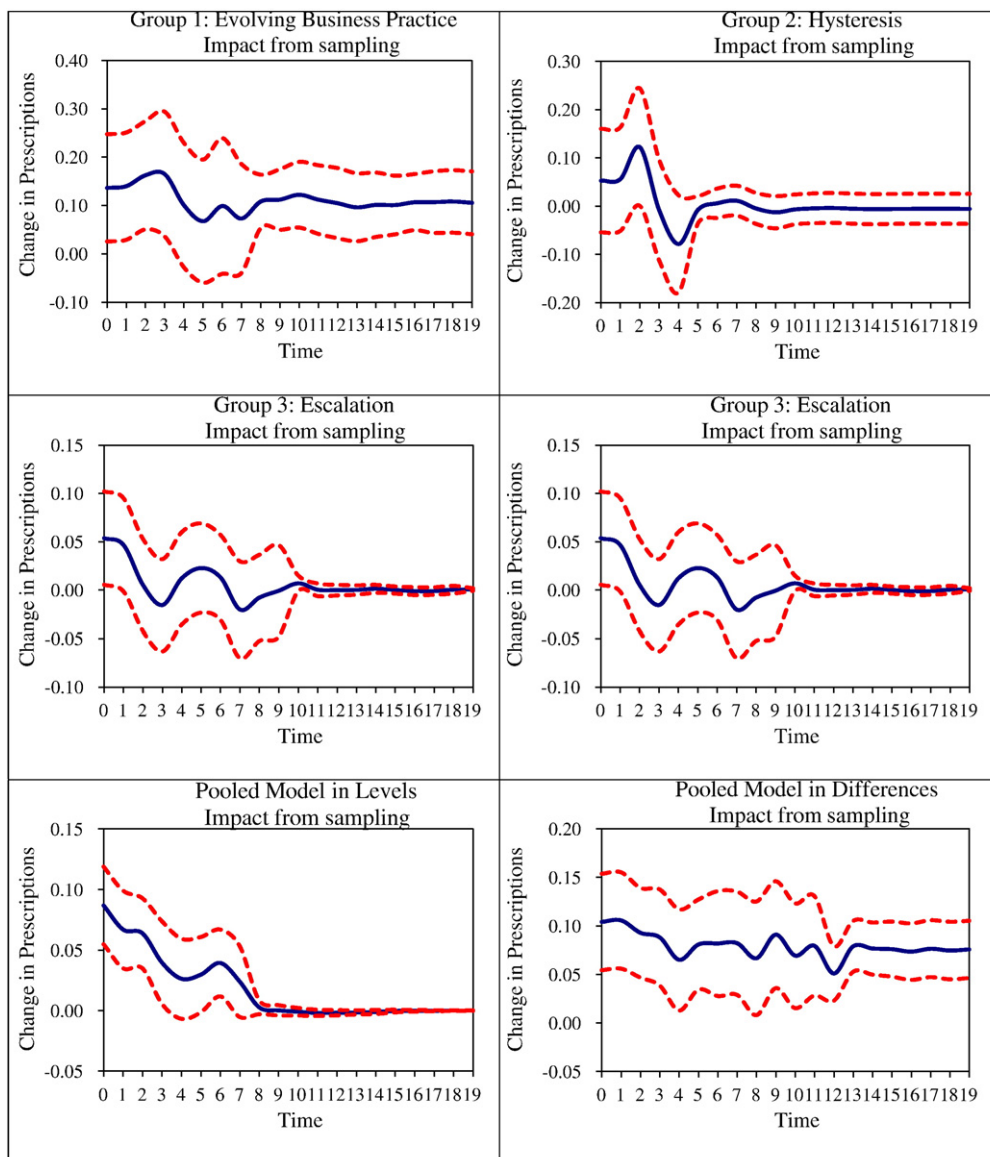 Group 1: Evolving Business Practice
Impact from sampling
Change in Prescriptions
0.40
0.30
0.20
0.10
0.00
-0.10
0 1 2 3 4 5 6 7 8 9 10 11 12 13 14 15 16 17 18 19
Time
Group 2: Hysteresis
Impact from sampling
Change in Prescriptions
0.30
0.20
0.10
0.00
-0.10
-0.20
0 1 2 3 4 5 6 7 8 9 10 11 12 13 14 15 16 17 18 19
Time
Group 3: Escalation
Impact from sampling
Change in Prescriptions
0.15
0.10
0.05
0.00
-0.05
-0.10
0 1 2 3 4 5 6 7 8 9 10 11 12 13 14 15 16 17 18 19
Time
Group 3: Escalation
Impact from sampling
Change in Prescriptions
0.15
0.10
0.05
0.00
-0.05
-0.10
0 1 2 3 4 5 6 7 8 9 10 11 12 13 14 15 16 17 18 19
Time
Pooled Model in Levels
Impact from sampling
Change in Prescriptions
0.15
0.10
0.05
0.00
-0.05
0 1 2 3 4 5 6 7 8 9 10 11 12 13 14 15 16 17 18 19
Time
Pooled Model in Differences
Impact from sampling
Change in Prescriptions
0.20
0.15
0.10
0.05
0.00
-0.05
0 1 2 3 4 5 6 7 8 9 10 11 12 13 14 15 16 17 18 19
Time